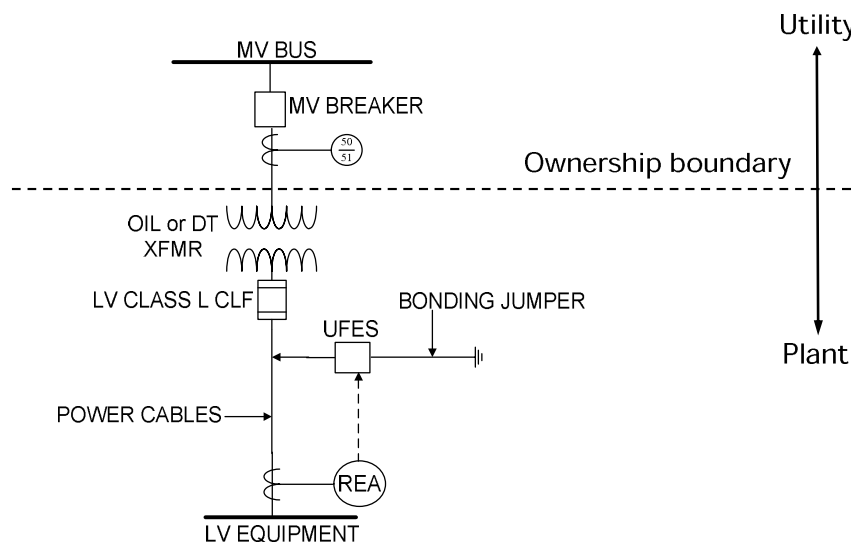 Utility
MV BUS
MV BREAKER
50
51
Ownership boundary
OIL or DT
XFMR
LV CLASS L CLF
BONDING JUMPER
UFES
Plant
POWER CABLES
REA
LV EQUIPMENT